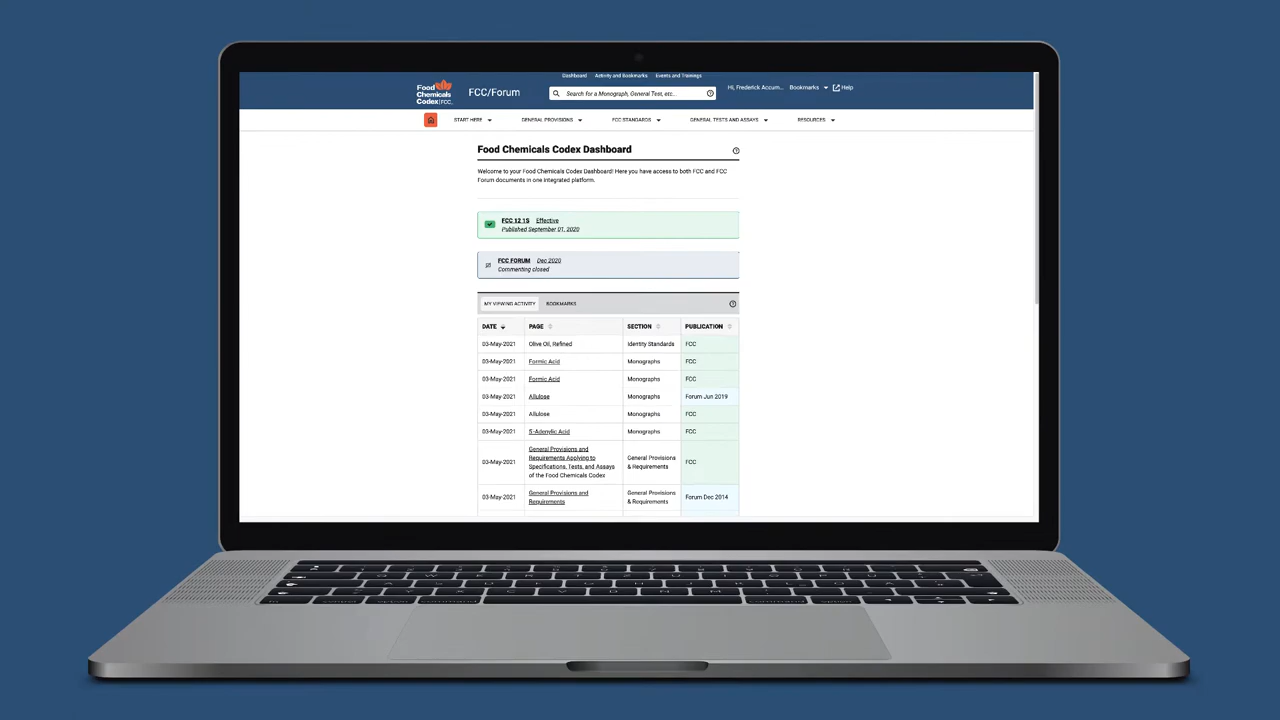 Dashboard Activity and Bookmarks Events and Trainings
Food
Chemicals
Codex|FCC
FCC/Forum
Search for a Monograph, General Test, etc...
Hi, Frederick Accum... Bookmarks Help
START HERE GENERAL PROVISIONS FCC STANDARDS GENERAL TESTS AND ASSAYS RESOURCES
Food Chemicals Codex Dashboard
Welcome to your Food Chemicals Codex Dashboard! Here you have access to both FCC and FCC
Forum documents in one integrated platform.
FCC 12 1S Effective
Published September 01, 2020
FCC FORUM Dec 2020
Commenting closed
MY VIEWING ACTIVITY BOOKMARKS
DATE PAGE SECTION PUBLICATION
03-May-2021 Olive Oil, Refined Identity Standards FCC
03-May-2021 Formic Acid Monographs FCC
03-May-2021 Formic Acid Monographs FCC
03-May-2021 Allulose Monographs Forum Jun 2019
03-May-2021 Allulose Monographs FCC
03-May-2021 5'-Adenylic Acid Monographs FCC
03-May-2021 General Provisions and
Requirements Applying to
Specifications, Tests, and Assays
of the Food Chemicals Codex
General Provisions
& Requirements
FCC
03-May-2021 General Provisions and
Requirements
General Provisions
& Requirements
Forum Dec 2014